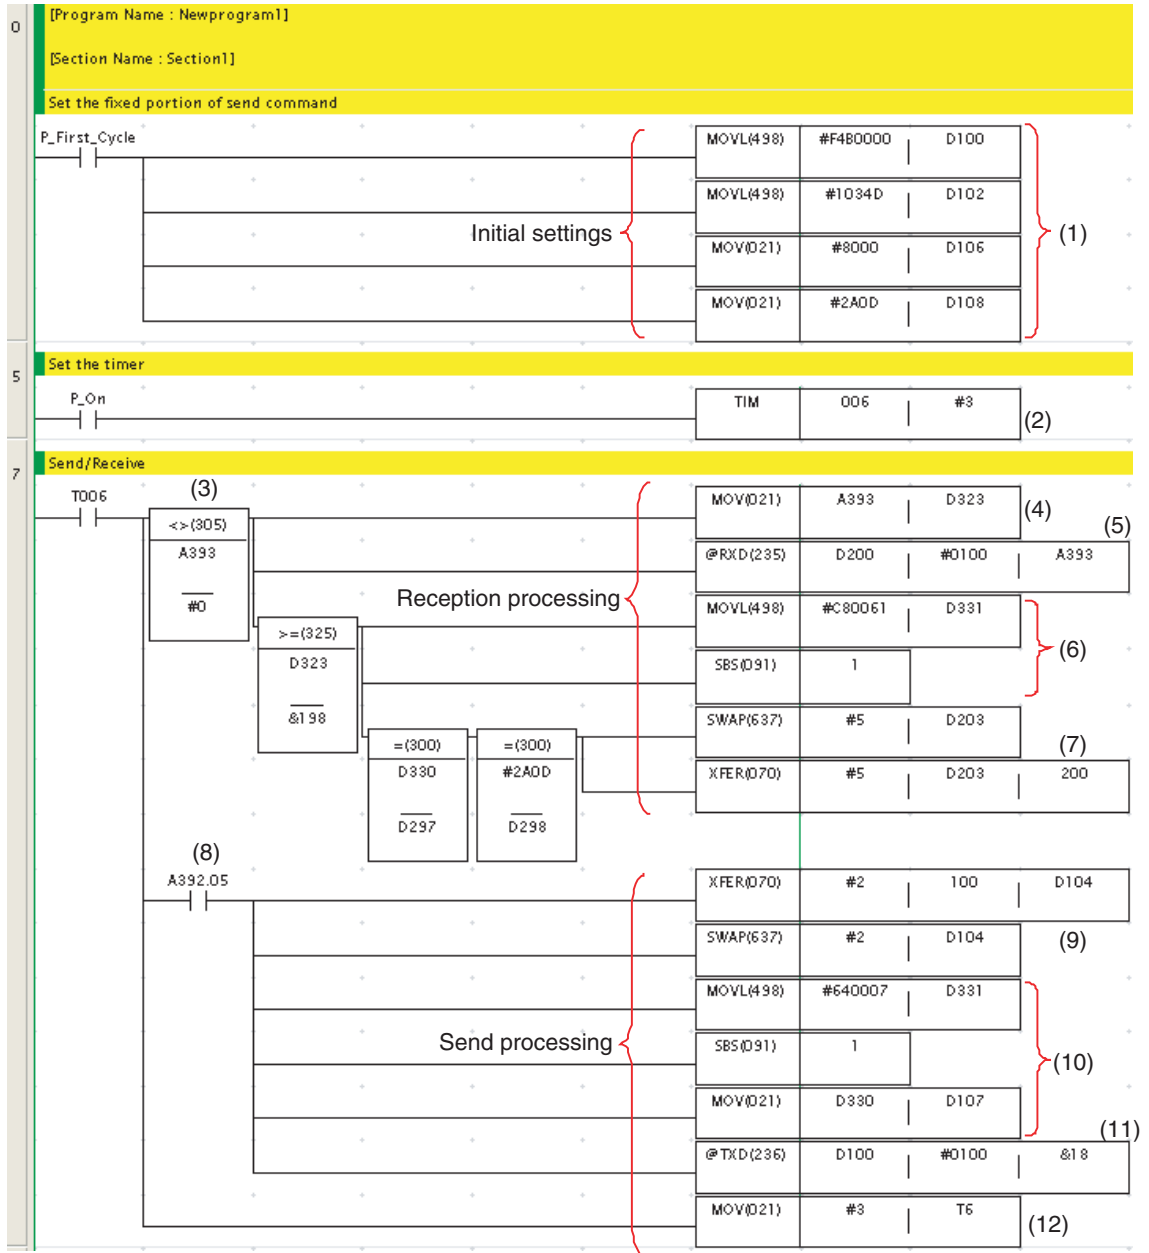 0
[Program Name : Newprogram1]
[Section Name : Section1]
Set the fixed portion of send command
P_First_Cycle
MOVL(498) #F4B0000 D100
MOVL(498) #1034D D102
Initial settings
(1)
MOV(021) #8000 D106
MOV(021) #2A0D D108
5
Set the timer
P_On
TIM 006 #3
(2)
7
Send/Receive
T006
(3)
<>(305)
A393
#0
MOV(021) A393 D323
(4)
(5)
@RXD(235) D200 #0100 A393
Reception processing
MOVL(498) #C80061 D331
(6)
>=(325)
D323
&198
SBS(091) 1
SWAP(637) #5 D203
(7)
=(300)
D330
D297
=(300)
#2A0D
D298
XFER(070) #5 D203 200
(8)
A392.05
XFER(070) #2 100 D104
SWAP(637) #2 D104
(9)
MOVL(498) #640007 D331
Send processing
SBS(091) 1
(10)
MOV(021) D330 D107
(11)
@TXD(236) D100 #0100 &18
MOV(021) #3 T6
(12)